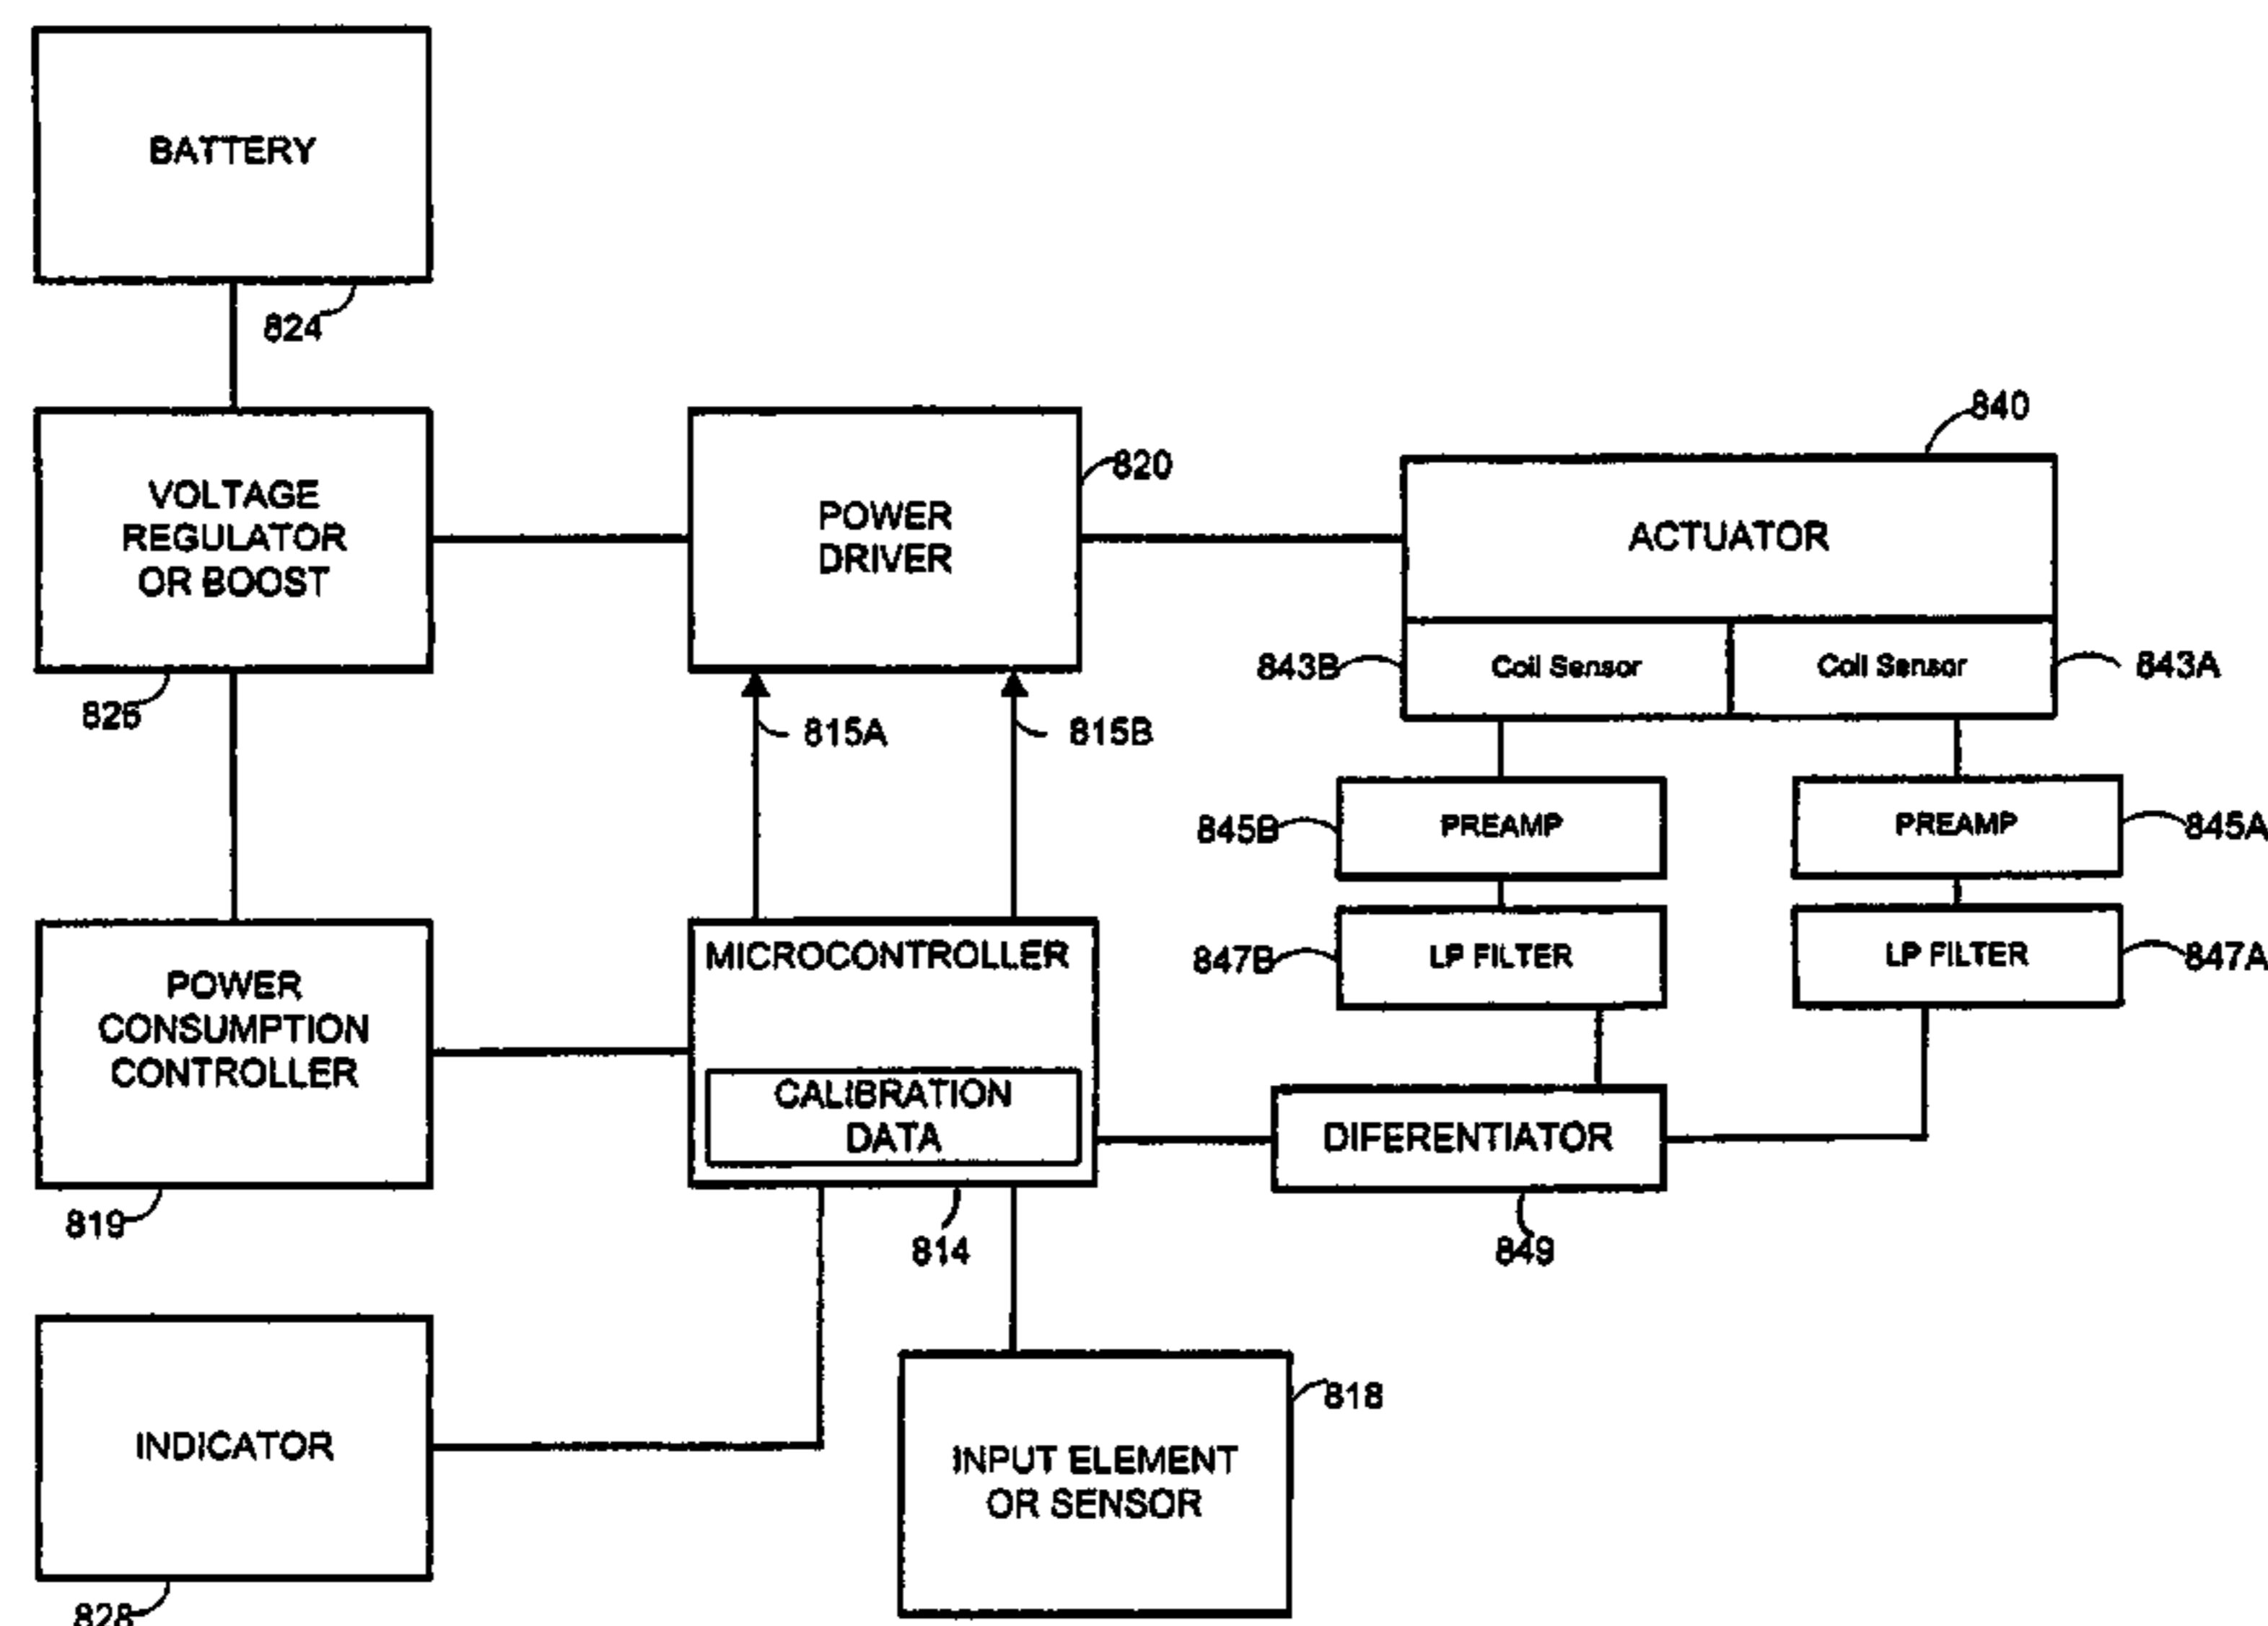 BATTERY
824
VOLTAGE
REGULATOR
OR BOOST
826
POWER
DRIVER
820
840
ACTUATOR
843B
Coil Sensor
Coil Sensor
843A
815A
815B
845B
PREAMP
PREAMP
845A
847B
LP FILTER
LP FILTER
847A
POWER
CONSUMPTION
CONTROLLER
819
MICROCONTROLLER
CALIBRATION
DATA
814
DIFERENTIATOR
849
INDICATOR
828
INPUT ELEMENT
OR SENSOR
818